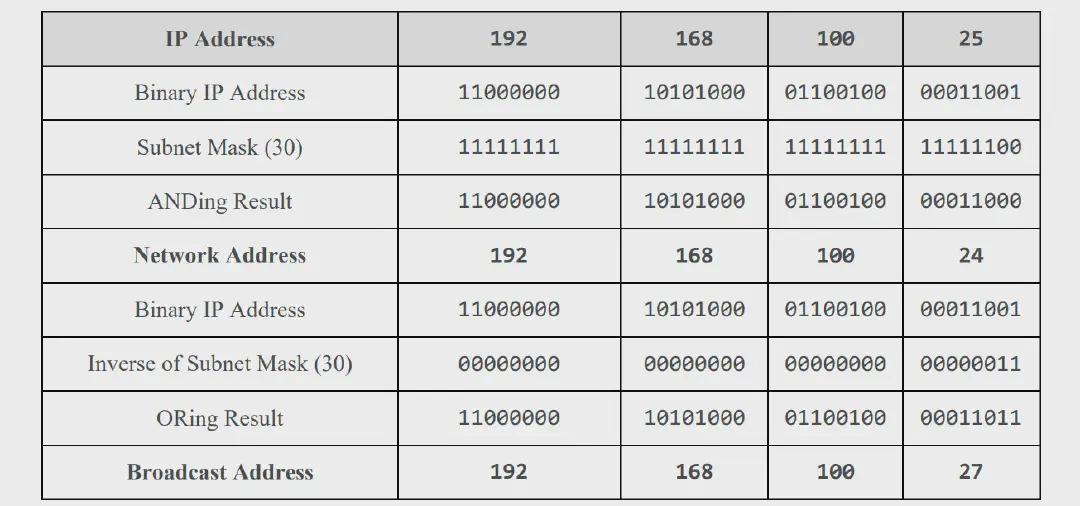 IP Address 192 168 100 25
Binary IP Address 11000000 10101000 01100100 00011001
Subnet Mask (30) 11111111 11111111 11111111 11111100
ANDing Result 11000000 10101000 01100100 00011000
Network Address 192 168 100 24
Binary IP Address 11000000 10101000 01100100 00011001
Inverse of Subnet Mask (30) 00000000 00000000 00000000 00000011
ORing Result 11000000 10101000 01100100 00011011
Broadcast Address 192 168 100 27